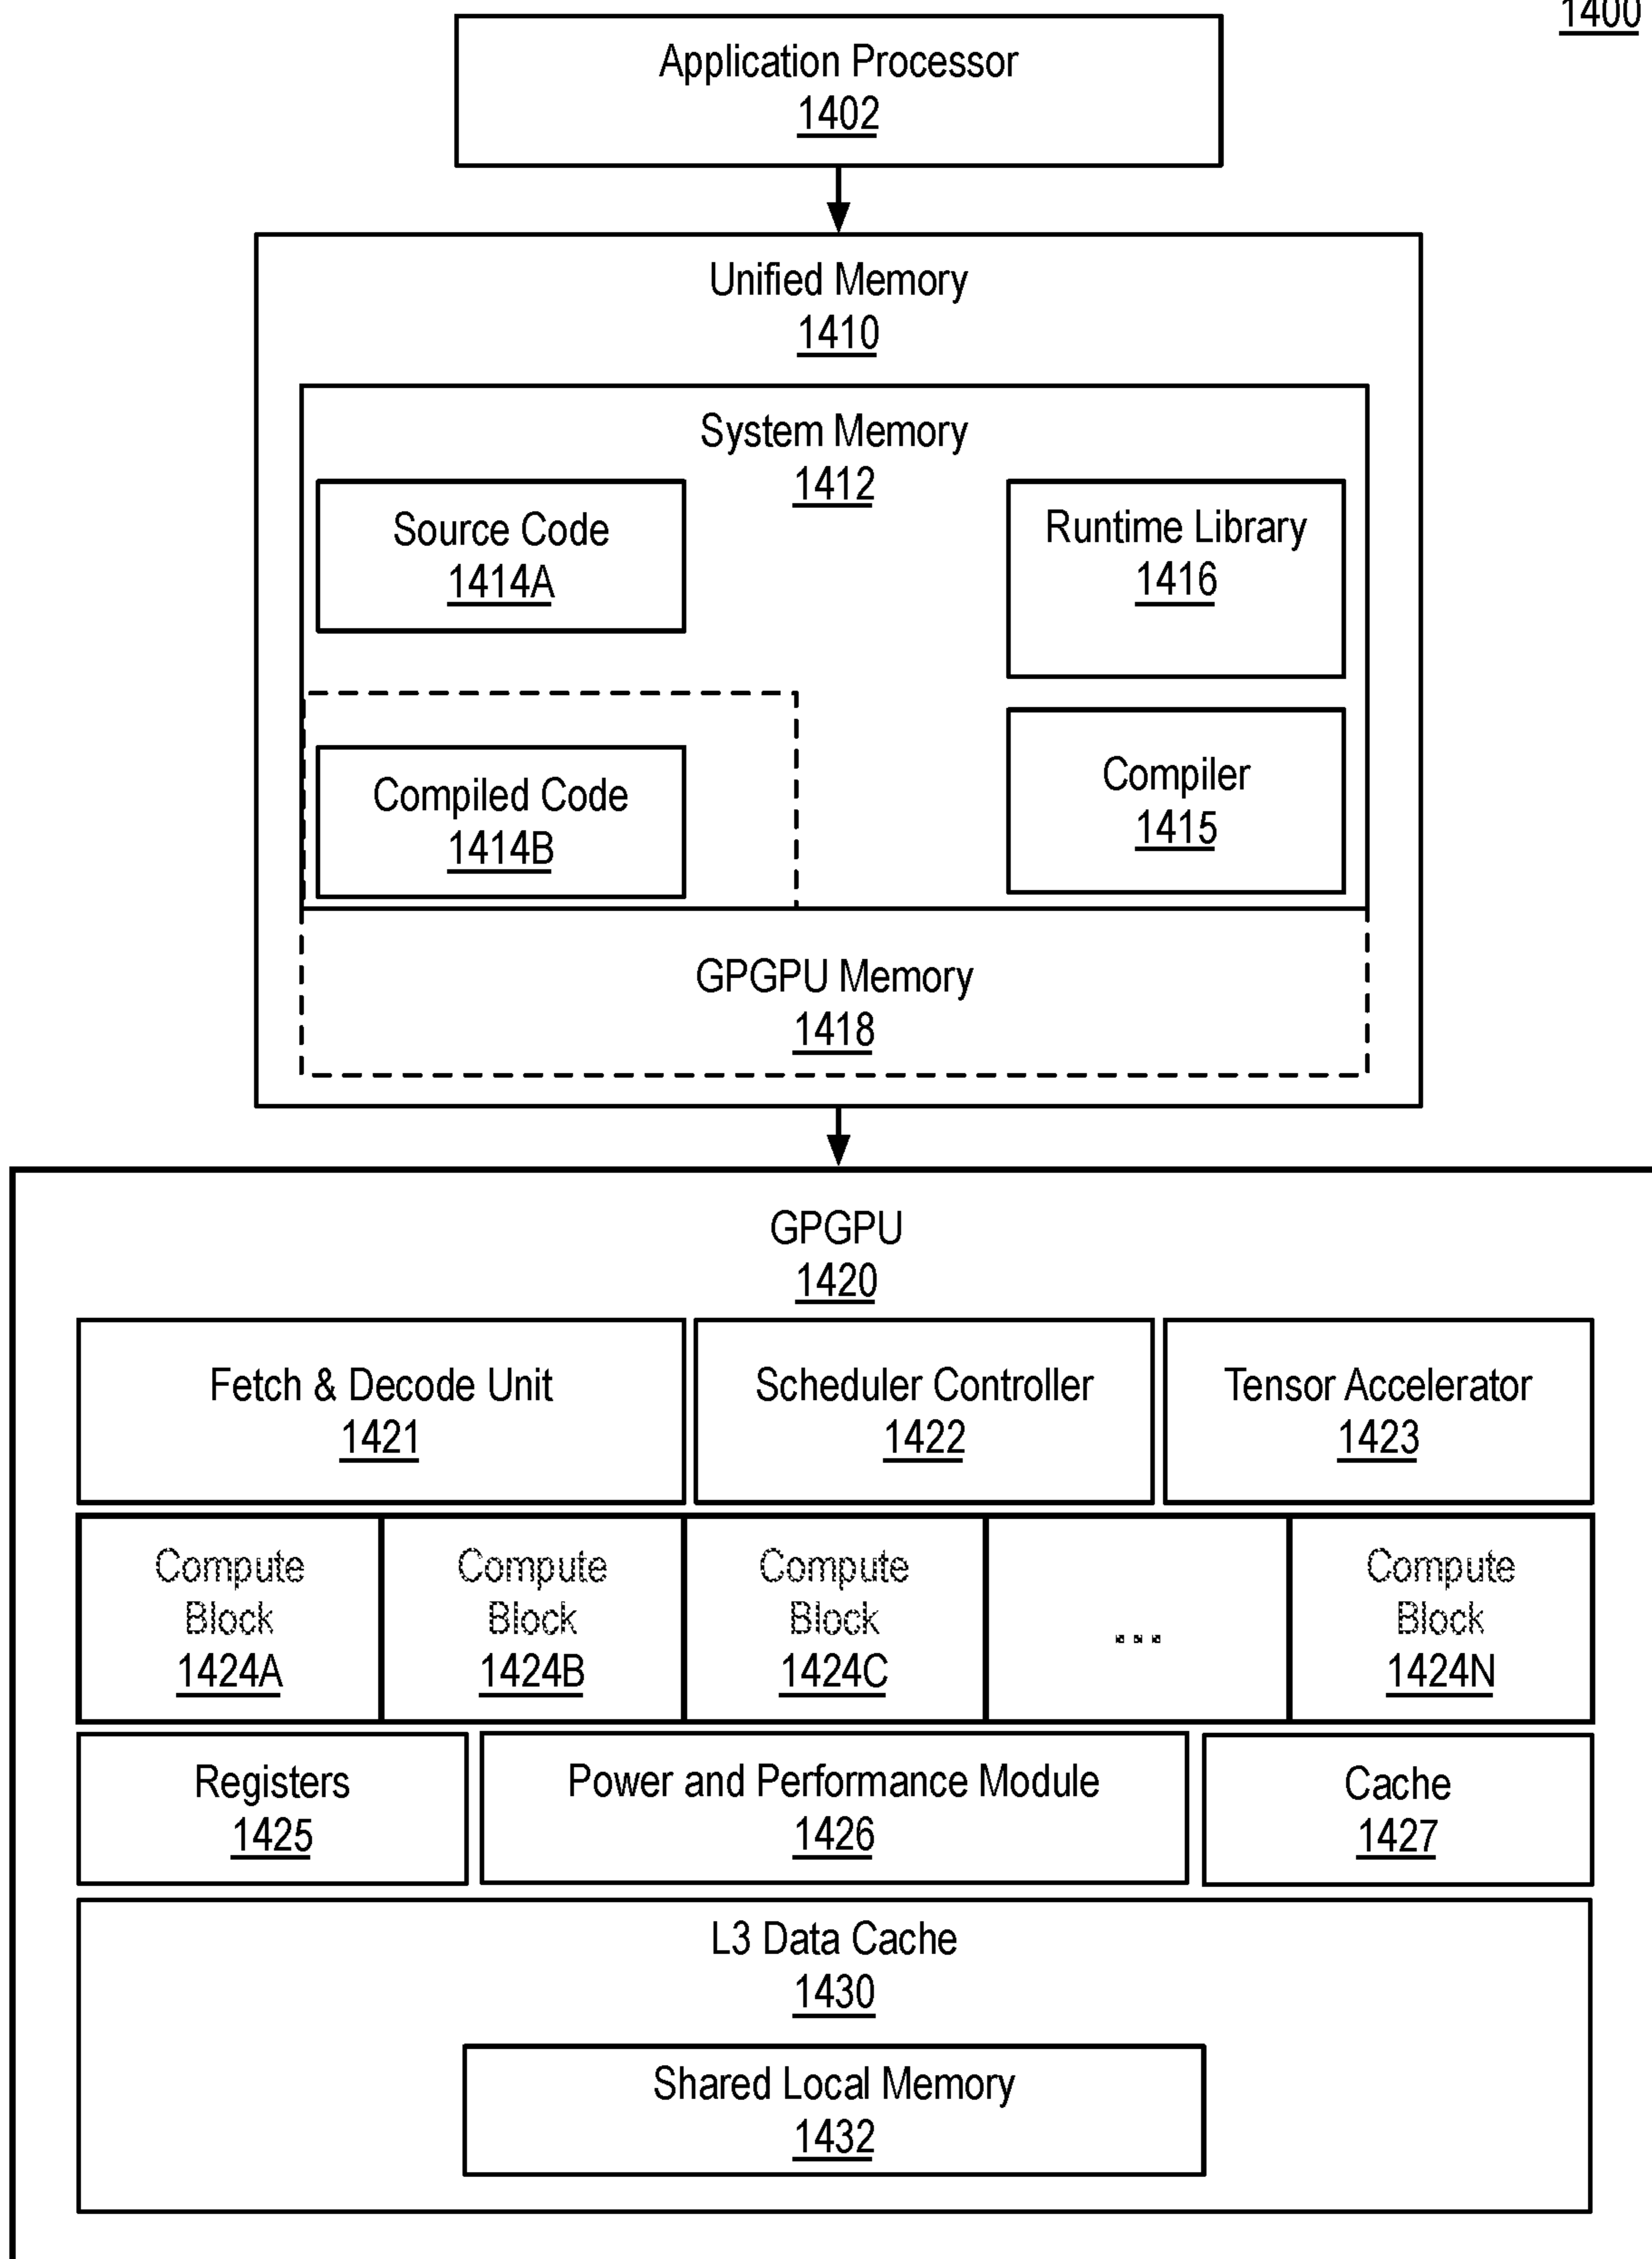 1400
Application Processor
1402
Unified Memory
1410
System Memory
1412
Source Code
1414A
Runtime Library
1416
Compiled Code
1414B
Compiler
1415
GPGPU Memory
1418
GPGPU
1420
Fetch & Decode Unit
1421
Scheduler Controller
1422
Tensor Accelerator
1423
Compute
Block
1424A
Compute
Block
1424B
Compute
Block
1424C
...
Compute
Block
1424N
Registers
1425
Power and Performance Module
1426
Cache
1427
L3 Data Cache
1430
Shared Local Memory
1432